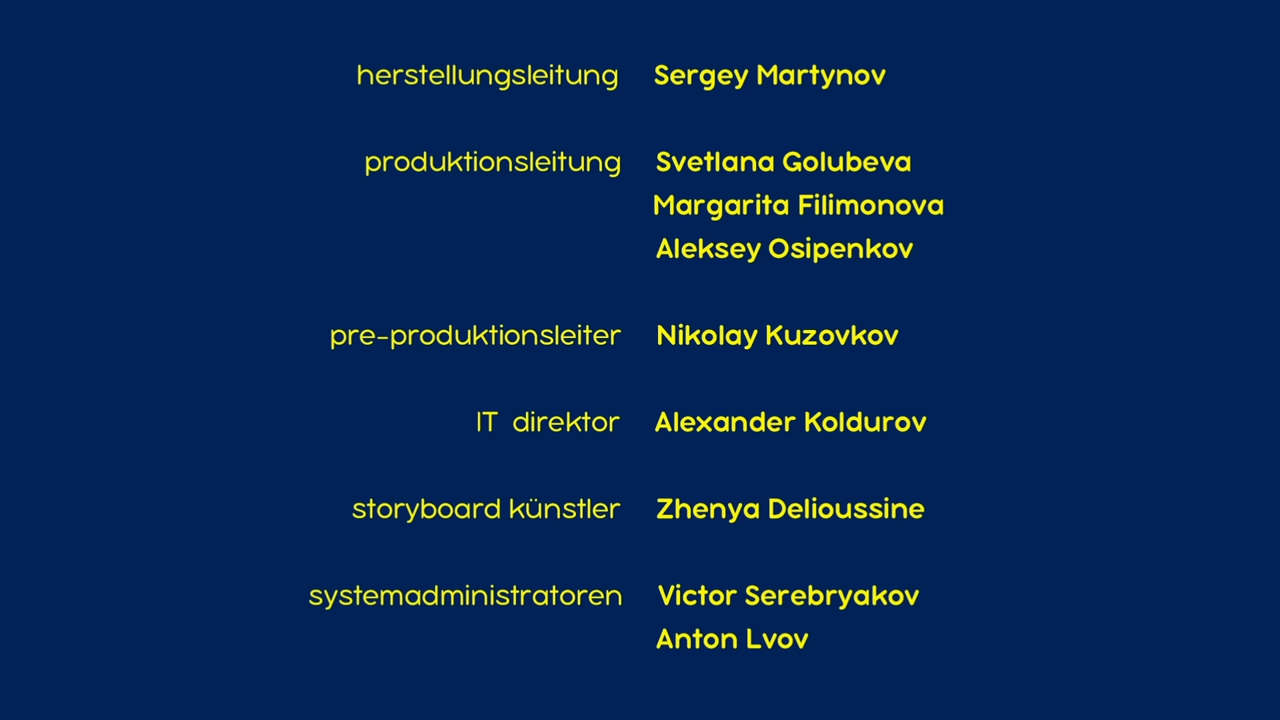 herstellungsleitung Sergey Martynov
produktionsleitung Svetlana Golubeva
Margarita Filimonova
Aleksey Osipenkov
pre-produktionsleiter Nikolay Kuzovkov
IT direktor Alexander Koldurov
storyboard künstler Zhenya Delioussine
systemadministratoren Victor Serebryakov
Anton Lvov